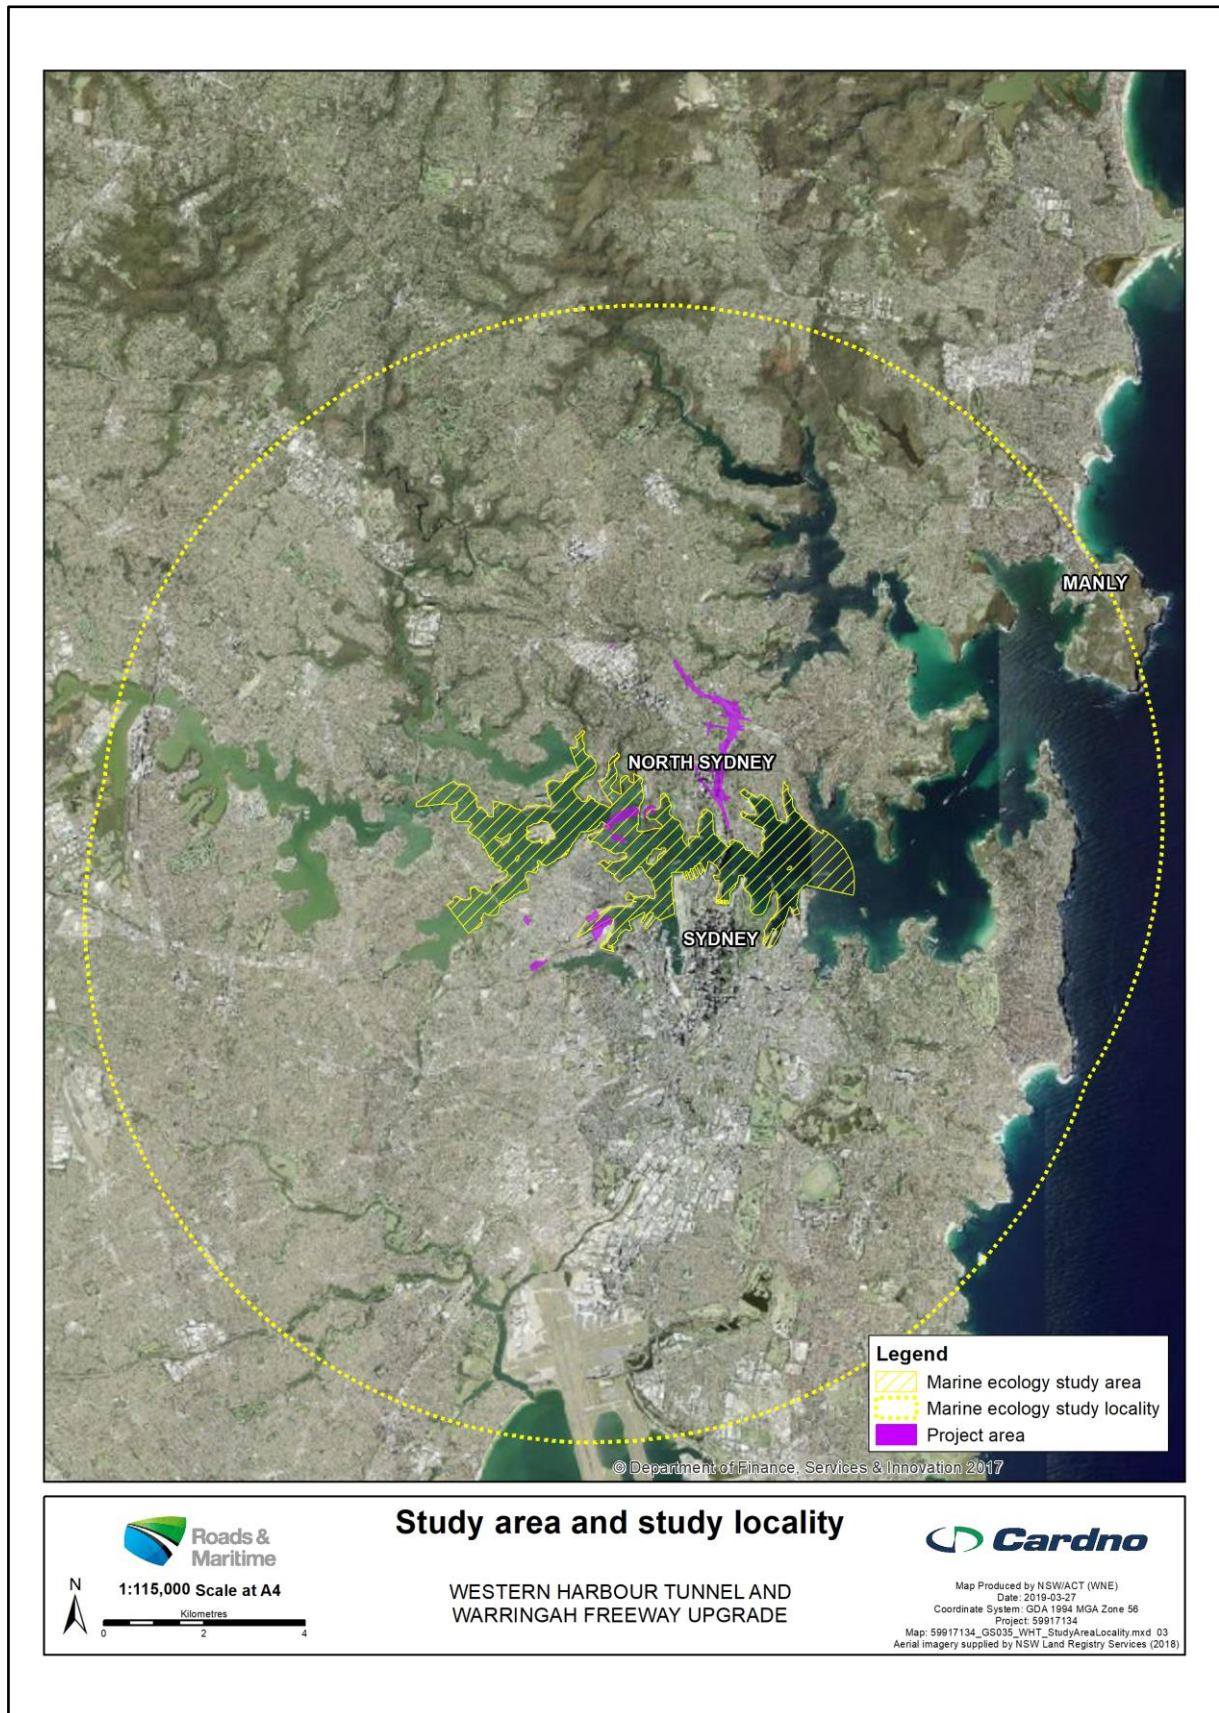 MANLY
NORTH SYDNEY
SYDNEY
Legend
Marine ecology study area
Marine ecology study locality
Project area
© Department of Finance, Services & Innovation 2017
Roads &
Maritime
N
1:115,000 Scale at A4
Kilometres
0 2 4
Study area and study locality
WESTERN HARBOUR TUNNEL AND
WARRINGAH FREEWAY UPGRADE
Cardno
Map Produced by NSW/ACT (WNE)
Date: 2019-03-27
Coordinate System: GDA 1994 MGA Zone 56
Project: 59917134
Map: 59917134_GS035_WHT_StudyAreaLocality.mxd 03
Aerial imagery supplied by NSW Land Registry Services (2018)